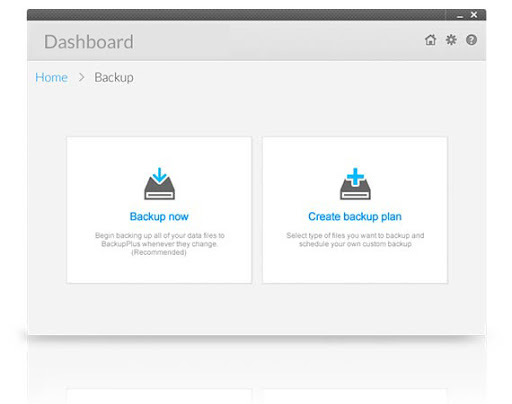 Dashboard
Home > Backup
Backup now
Begin backing up all of your data files to
BackupPlus whenever they change.
(Recommended)
Create backup plan
Select type of files you want to backup and
schedule your own custom backup